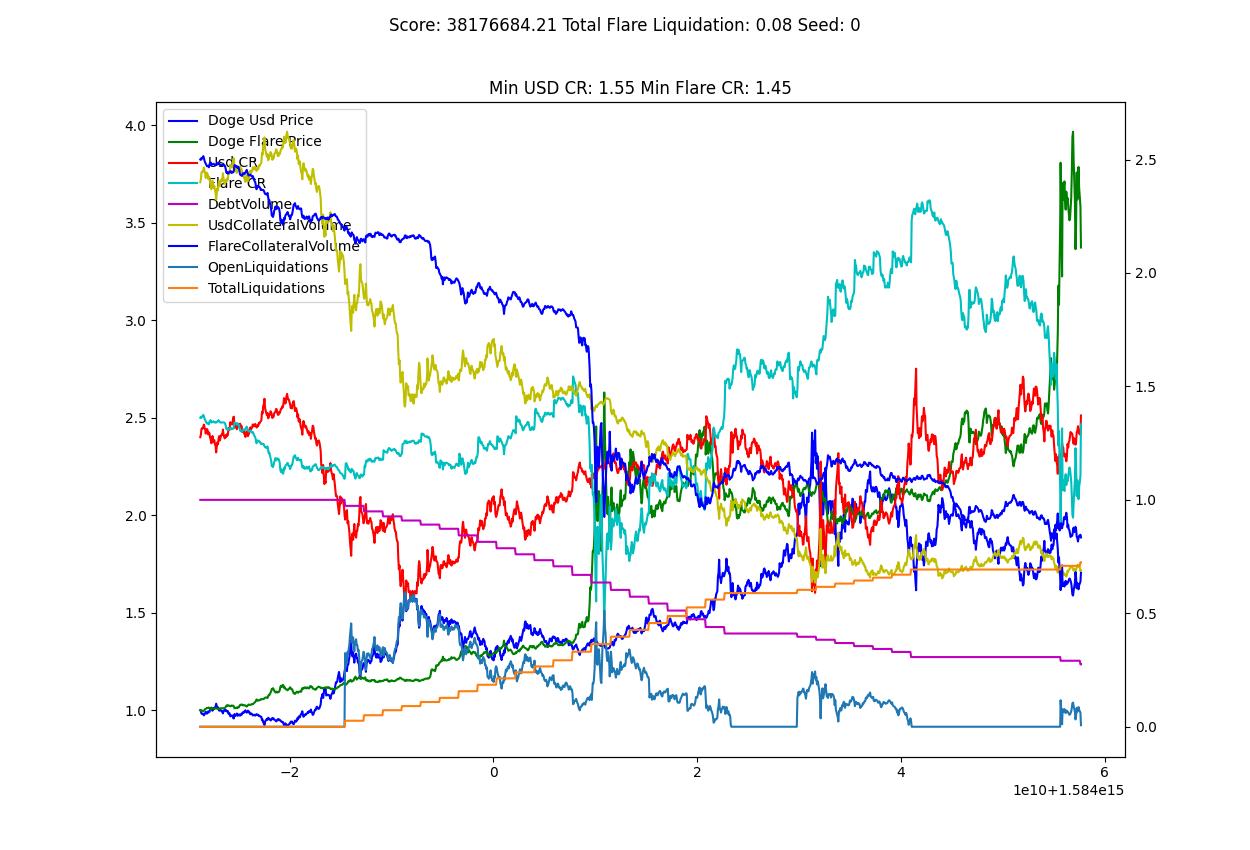 Score: 38176684.21 Total Flare Liquidation: 0.08 Seed: 0
Min USD CR: 1.55 Min Flare CR: 1.45
Doge Usd Price
Doge Flare Price
Usd CR
Flare CR
DebtVolume
UsdCollateralVolume
FlareCollateralVolume
OpenLiquidations
TotalLiquidations
4.0
3.5
3.0
2.5
2.0
1.5
1.0
2.5
2.0
1.5
1.0
0.5
0.0
−2
0
2
4
6
1e10+1.584e15